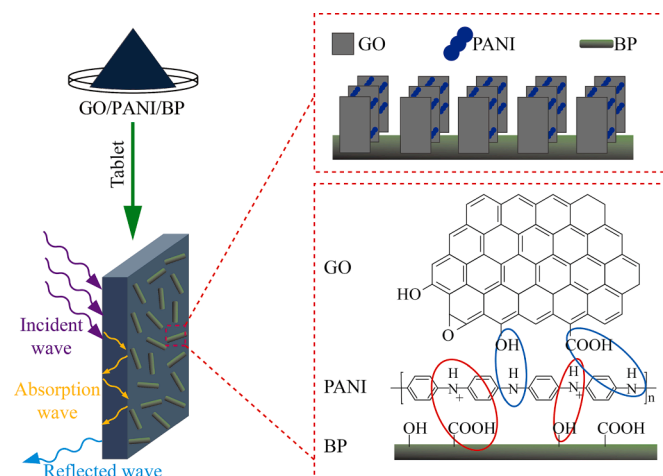 GO/PANI/BP
Tablet
Incident
wave
Absorption
wave
Reflected wave
GO
PANI
BP
GO
HO
O
OH
COOH
PANI
H
N
+
H
N
H
N
+
H
N
n
BP
OH
COOH
OH
COOH